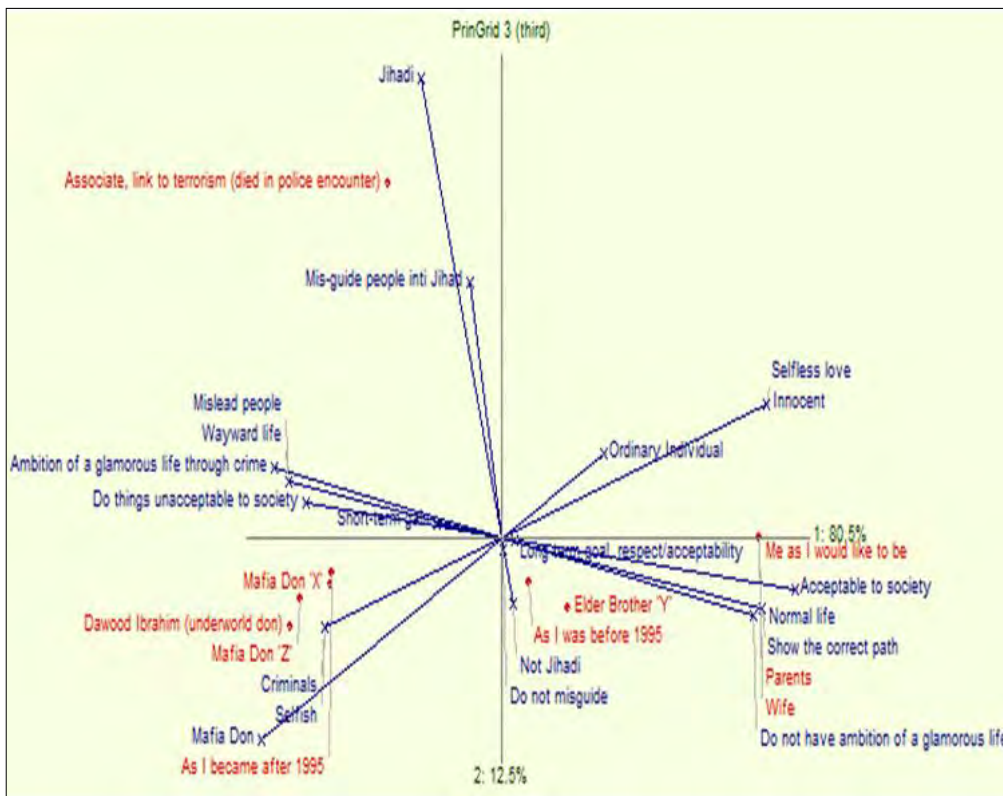 PrinGrid 3 (third)
Jihadi
Associate, link to terrorism (died in police encounter)
Mis-guide people inti Jihad
Selfless love
Innocent
Mislead people
Wayward life
Ordinary Individual
Ambition of a glamorous life through crime
Do things unacceptable to society
Short-term gain
1: 80.5%
Long term goal, respect/acceptability
Me as I would like to be
Mafia Don 'X'
Acceptable to society
Elder Brother 'Y'
Normal life
Dawood Ibrahim (underworld don)
As I was before 1995
Mafia Don 'Z'
Show the correct path
Not Jihadi
Criminals
Parents
Do not misguide
Selfish
Wife
Mafia Don
Do not have ambition of a glamorous life
As I became after 1995
2: 12.5%